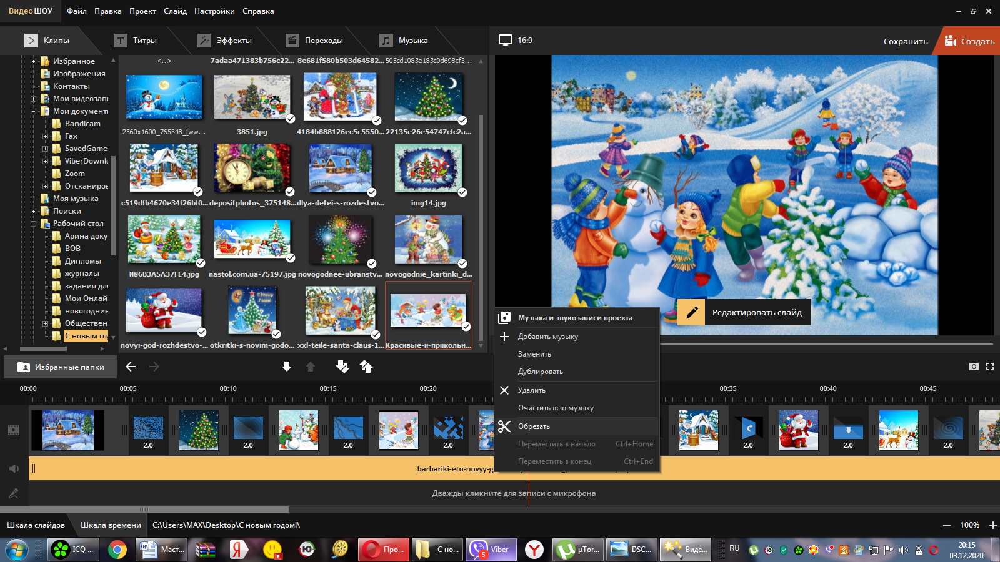 ВидеоШОУ Файл Правка Проект Слайд Настройки Справка
Клипы Титры Эффекты Переходы Музыка
16:9
Сохранить Создать
Избранное
Изображения
Контакты
Мои видеозапи
Мои документы
Bandicam
Fax
SavedGames
ViberDownlo
Zoom
Отсканиров
Моя музыка
Поиски
Рабочий стол
Арина доку
ВОВ
Дипломы
журналы
задания для
Мои Онлай
новогодние
Обществен
С новым год
<..> 7adaa471383b756c22... 8e681f580b503d64582... 505cd1083e183c0d698cf3...
2560x1600_765348_[ww... 3851.jpg 4184b888126ec5c5550... 22135e26e54747cfc2a...
c519dfb4670e34f26bf0... depositphotos_375148... dlya-detei-s-rozdestvo... img14.jpg
N86B3A5A37FE4.jpg nastol.com.ua-75197.jpg novogodnee-ubranstv... novogodnie_kartinki_d...
novyi-god-rozhdestvo-... otkritki-s-novim-godo... xxl-teile-santa-claus-1... Красивые-и-прикольн...
Редактировать слайд
Музыка и звукозаписи проекта
Добавить музыку
Заменить
Дублировать
Удалить
Очистить всю музыку
Обрезать
Переместить в начало Ctrl+Home
Переместить в конец Ctrl+End
Избранные папки
00:00 00:05 00:10 00:15 00:20 00:35 00:40 00:45
2.0 2.0 2.0 2.0 2.0 2.0 2.0
barbariki-eto-novyy-g
Дважды кликните для записи с микрофона
Шкала слайдов Шкала времени C:\Users\MAX\Desktop\С новым годом!\
100%
ICQ ... Маст... Про... С но... Viber 5 µTor... DSC... Виде... RU
20:15
03.12.2020